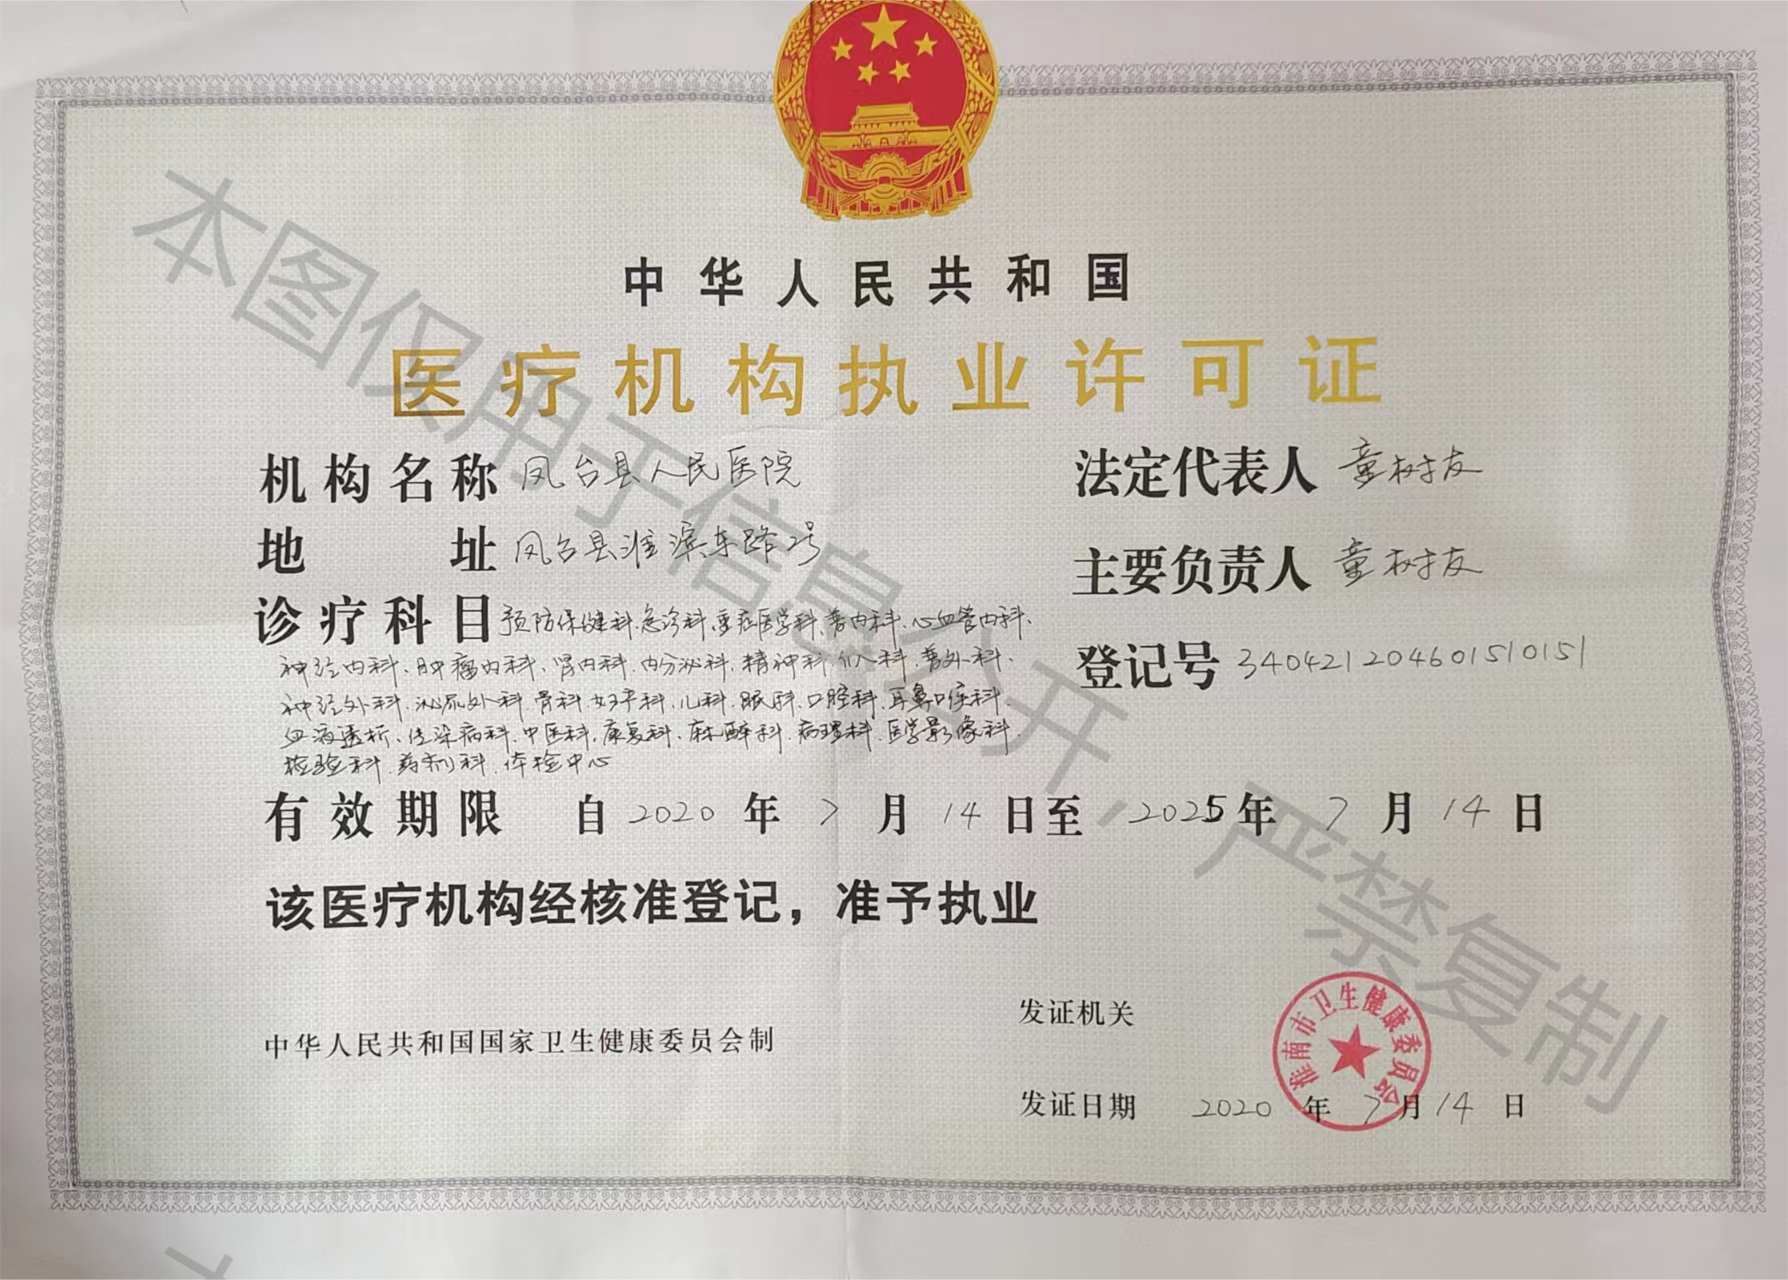 中华人民共和国
医疗机构执业许可证
机构名称 凤台县人民医院
法定代表人 童树友
地址 凤台县淮滨东路2号
主要负责人 童树友
诊疗科目 预防保健科、急诊科、重症医学科、普内科、心血管内科、
登记号 34042120460151015
神经内科、肿瘤内科、肾内科、内分泌科、精神科、介入科、普外科、
神经外科、泌尿外科、骨科、妇产科、儿科、眼科、口腔科、耳鼻口喉科、
血液透析、传染病科、中医科、康复科、麻醉科、病理科、医学影像科、
检验科、药剂科、体检中心
有效期限 自 2020 年 7 月 14 日至 2025 年 7 月 14 日
该医疗机构经核准登记，准予执业
发证机关
淮南市卫生健康委员会
中华人民共和国国家卫生健康委员会制
发证日期 2020 年 7 月 14 日
本图仅用于信息公开，严禁复制